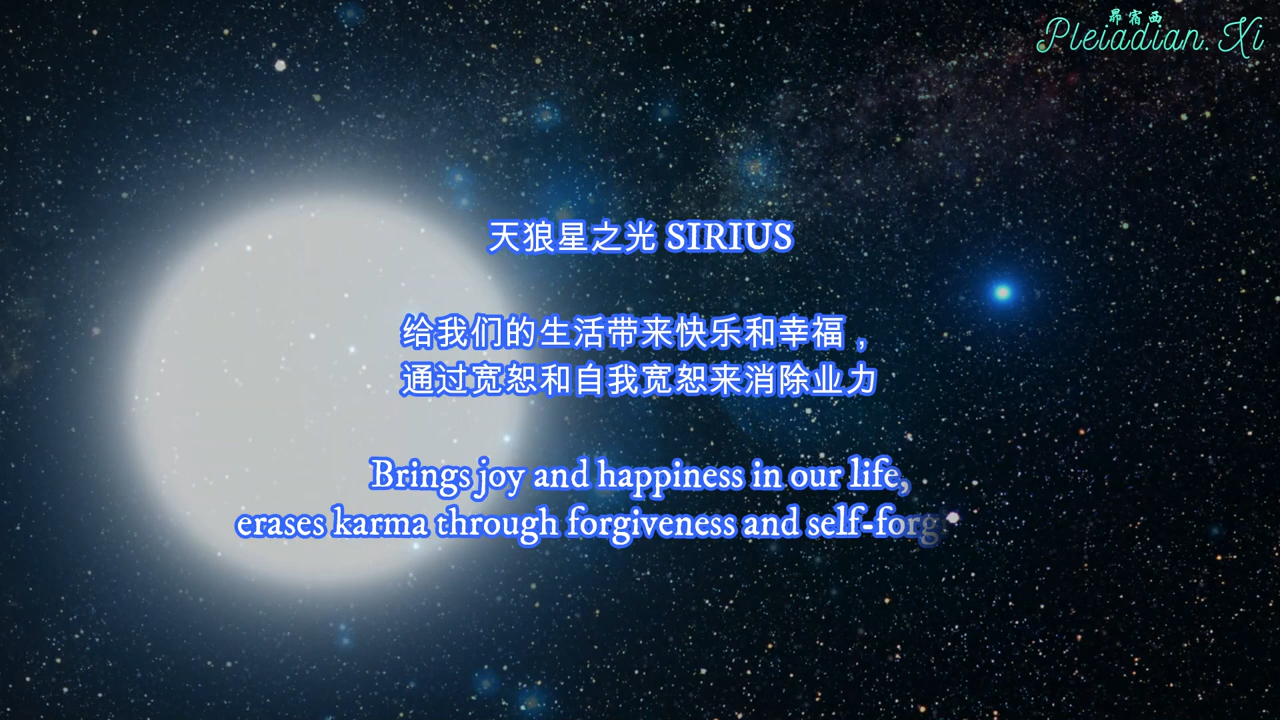 昴宿西
Pleiadian.Xi
天狼星之光 SIRIUS
给我们的生活带来快乐和幸福，
通过宽恕和自我宽恕来消除业力
Brings joy and happiness in our life,
erases karma through forgiveness and self-forg